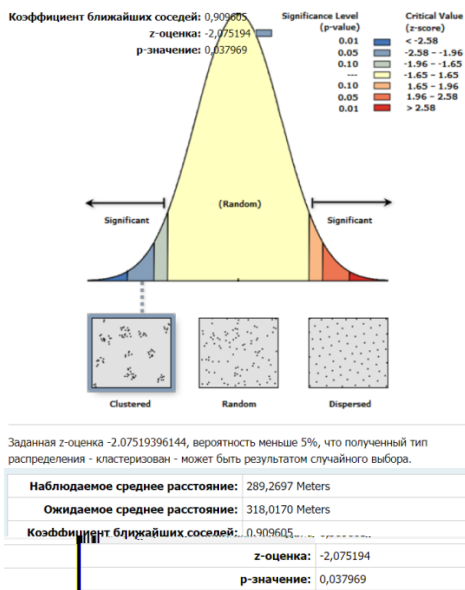 Коэффициент ближайших соседей: 0,909605
z-оценка: -2,075194
p-значение: 0,037969
Significance Level (p-value)
Critical Value (z-score)
0.01 < -2.58
0.05 -2.58 – -1.96
0.10 -1.96 – -1.65
--- -1.65 – 1.65
0.10 1.65 – 1.96
0.05 1.96 – 2.58
0.01 > 2.58
(Random)
Significant
Significant
Clustered
Random
Dispersed
Заданная z-оценка -2.07519396144, вероятность меньше 5%, что полученный тип
распределения - кластеризован - может быть результатом случайного выбора.
Наблюдаемое среднее расстояние: 289,2697 Meters
Ожидаемое среднее расстояние: 318,0170 Meters
Коэффициент ближайших соседей: 0,909605
z-оценка: -2,075194
p-значение: 0,037969